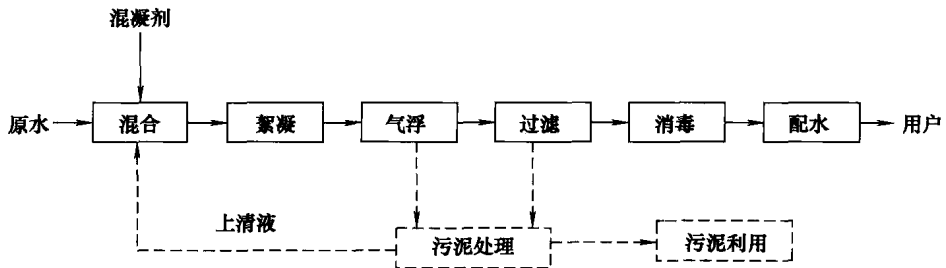 混凝剂
原水 混合 絮凝 气浮 过滤 消毒 配水 用户
上清液
污泥处理 污泥利用